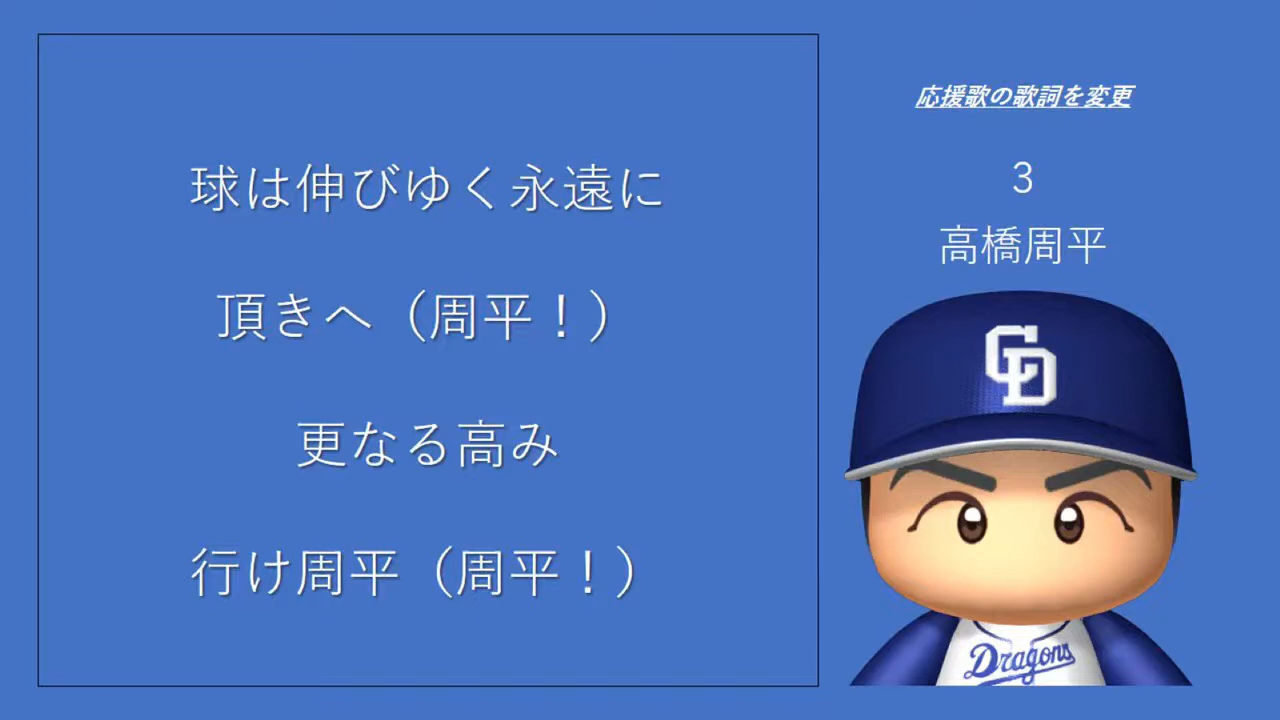 球は伸びゆく永遠に
頂きへ（周平！）
更なる高み
行け周平（周平！）
応援歌の歌詞を変更
3
高橋周平
CD
Dragons